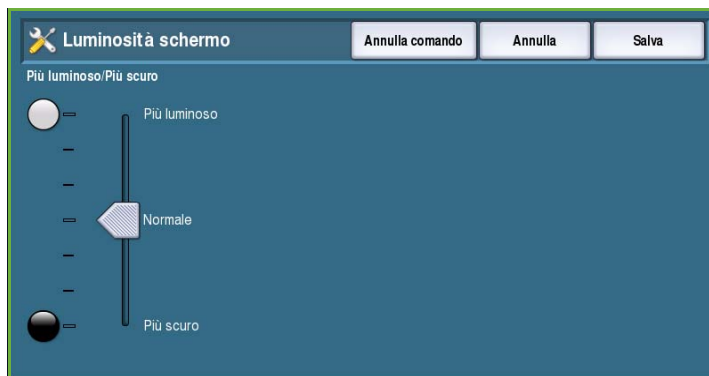 Luminosità schermo
Annulla comando
Annulla
Salva
Più luminoso/Più scuro
Più luminoso
Normale
Più scuro